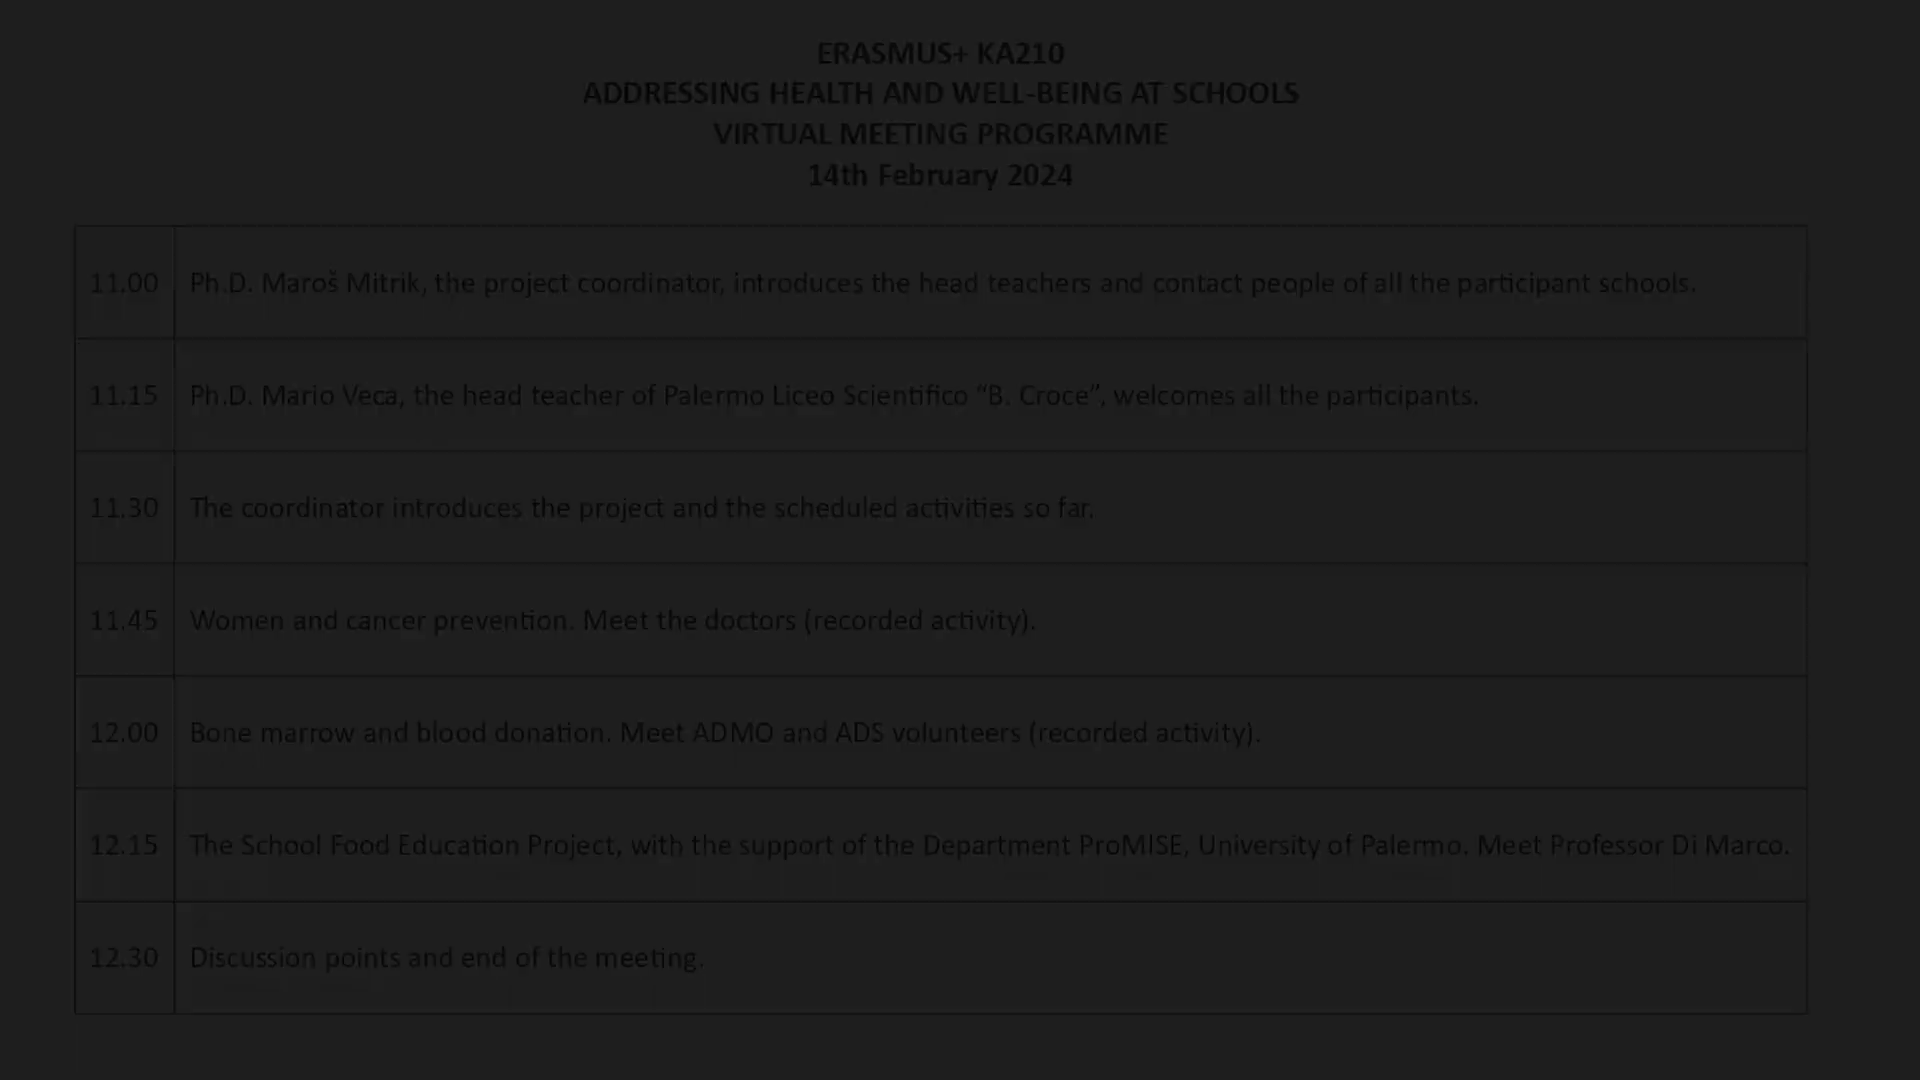 ERASMUS+ KA210
ADDRESSING HEALTH AND WELL-BEING AT SCHOOLS
VIRTUAL MEETING PROGRAMME
14th February 2024
11.00 Ph.D. Maroš Mitrik, the project coordinator, introduces the head teachers and contact people of all the participant schools.
11.15 Ph.D. Mario Veca, the head teacher of Palermo Liceo Scientifico “B. Croce”, welcomes all the participants.
11.30 The coordinator introduces the project and the scheduled activities so far.
11.45 Women and cancer prevention. Meet the doctors (recorded activity).
12.00 Bone marrow and blood donation. Meet ADMO and ADS volunteers (recorded activity).
12.15 The School Food Education Project, with the support of the Department ProMISE, University of Palermo. Meet Professor Di Marco.
12.30 Discussion points and end of the meeting.